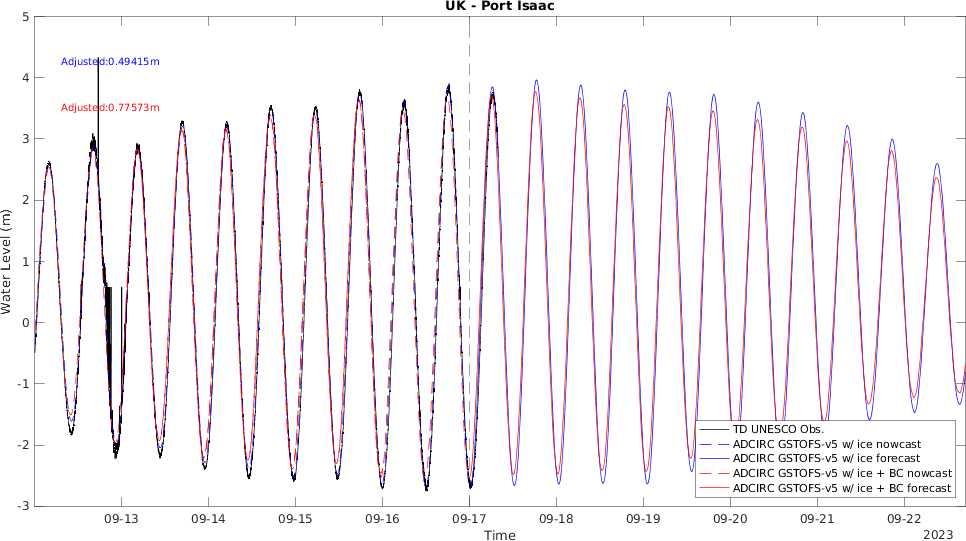 UK - Port Isaac
5
4
3
2
1
0
-1
-2
-3
Water Level (m)
Adjusted:0.49415m
Adjusted:0.77573m
TD UNESCO Obs.
ADCIRC GSTOFS-v5 w/ ice nowcast
ADCIRC GSTOFS-v5 w/ ice forecast
ADCIRC GSTOFS-v5 w/ ice + BC nowcast
ADCIRC GSTOFS-v5 w/ ice + BC forecast
09-13 09-14 09-15 09-16 09-17 09-18 09-19 09-20 09-21 09-22
Time
2023